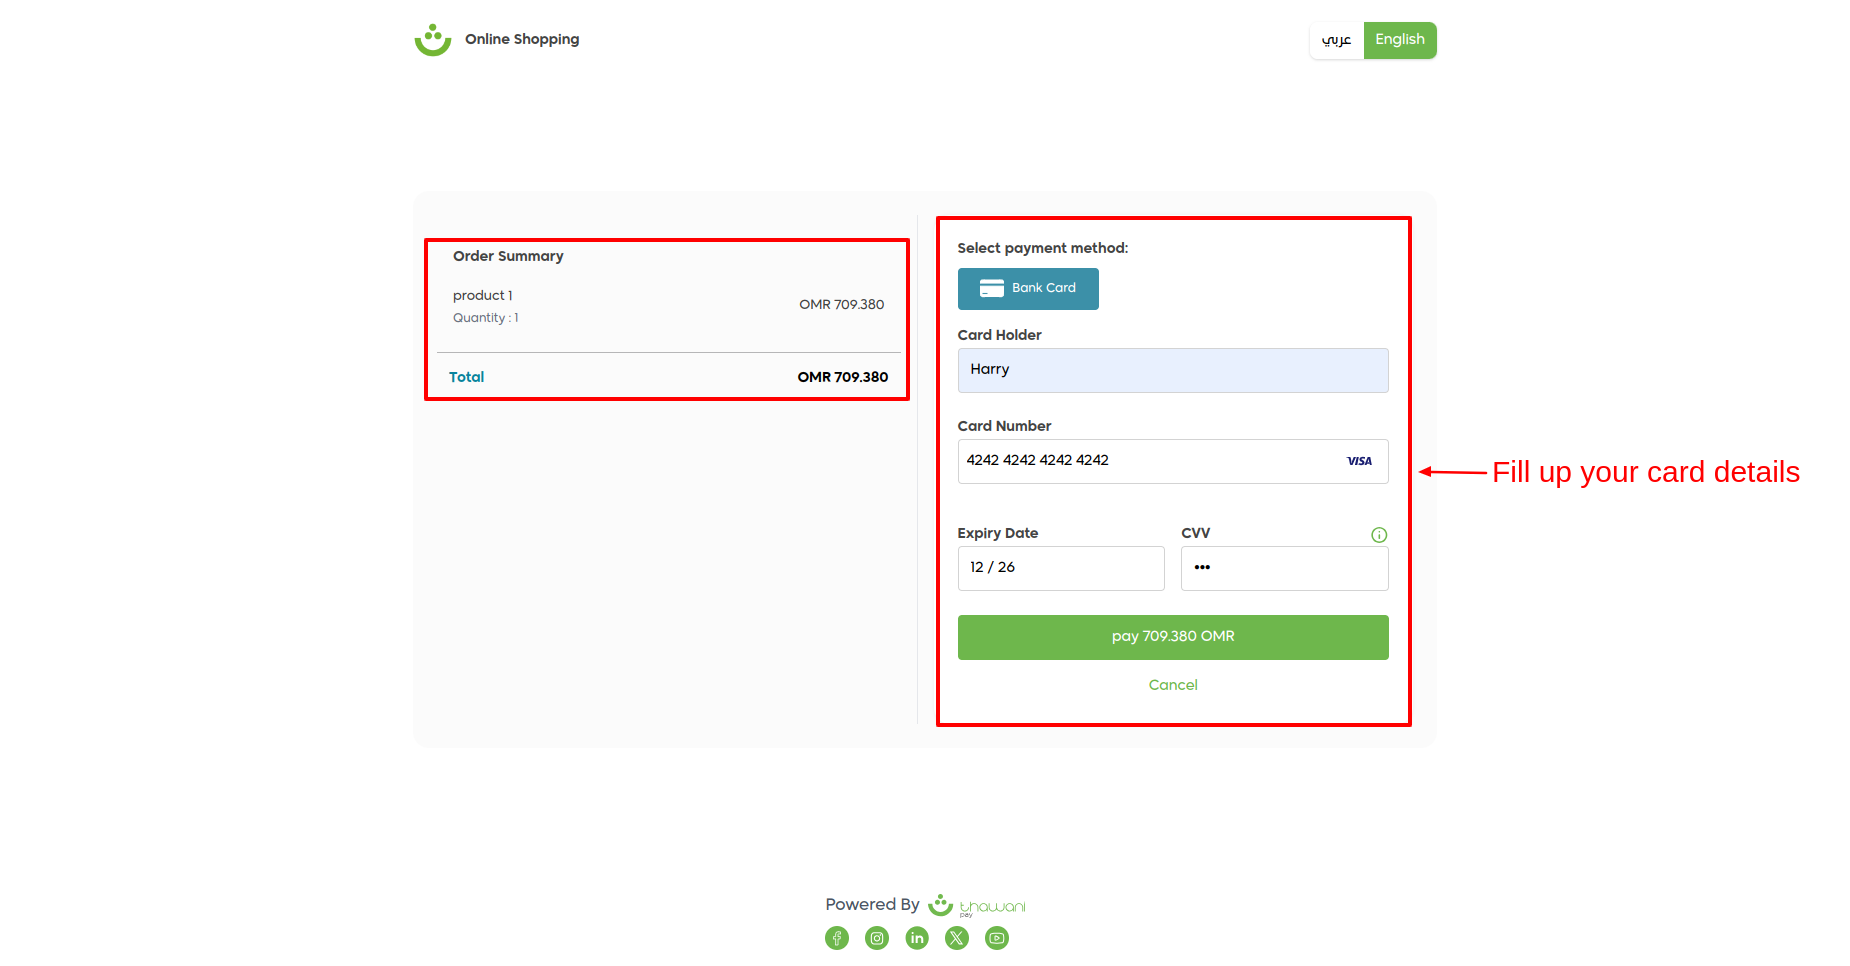 Online Shopping
عربي
English
Order Summary
product 1
OMR 709.380
Quantity : 1
Total
OMR 709.380
Select payment method:
Bank Card
Card Holder
Harry
Card Number
4242 4242 4242 4242
VISA
Expiry Date
CVV
12 / 26
•••
pay 709.380 OMR
Cancel
Fill up your card details
Powered By
thawani
pay